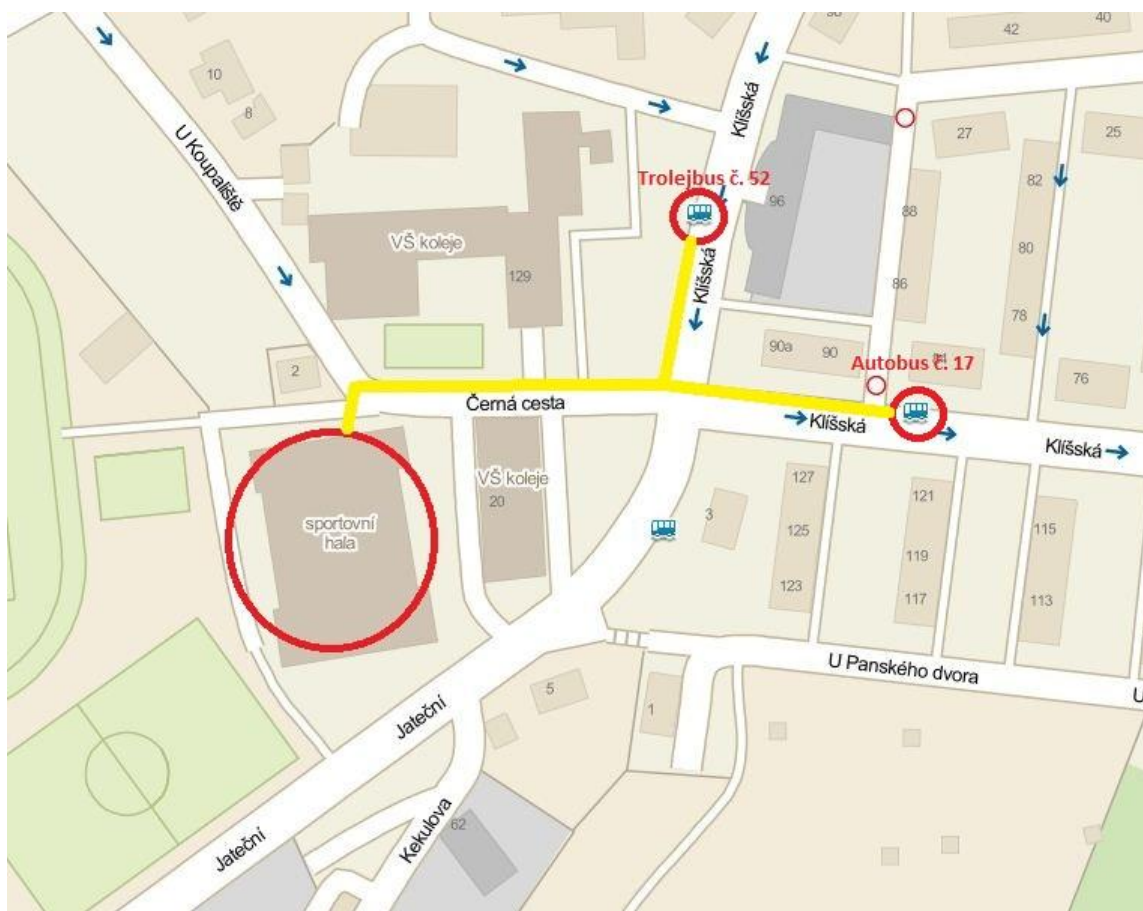 98
42
40
10
8
U Koupaliště
Klíšská
27
25
Trolejbus č. 52
96
88
82
VŠ koleje
129
Klíšská
86
80
78
2
90a
90
Autobus č. 17
76
Černá cesta
Klíšská
Klíšská
VŠ koleje
20
sportovní
hala
3
127
125
123
121
119
117
115
113
U Panského dvora
U
5
1
Jateční
Jateční
Kekulova
62